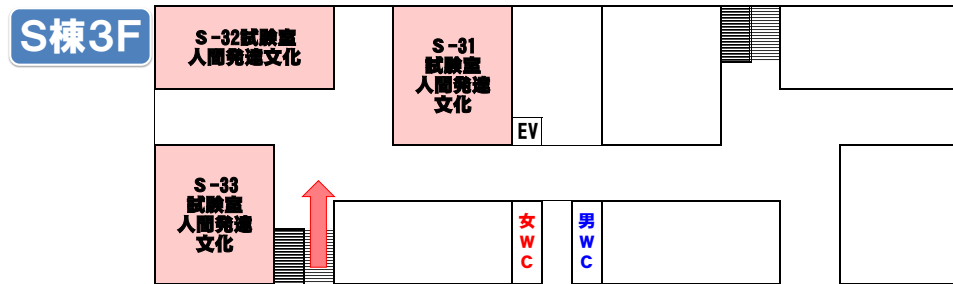 S棟3F
S-32試験室
人間発達文化
S-31
試験室
人間発達
文化
EV
S-33
試験室
人間発達
文化
女
W
C
男
W
C